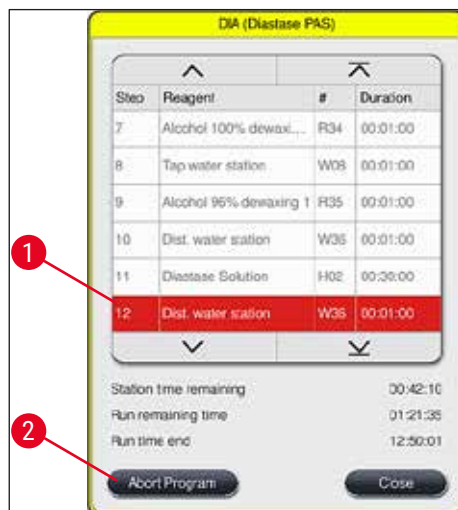 DIA (Diastase PAS)
Step Reagent # Duration
7 Alcohol 100% dewaxi... R34 00:01:00
8 Tap water station W08 00:01:00
9 Alcohol 96% dewaxing 1 R35 00:01:00
10 Dist. water station W36 00:01:00
11 Diastase Solution H02 00:30:00
1
12 Dist. water station W36 00:01:00
Station time remaining 00:42:10
Run remaining time 01:21:35
2
Run time end 12:50:01
Abort Program Close